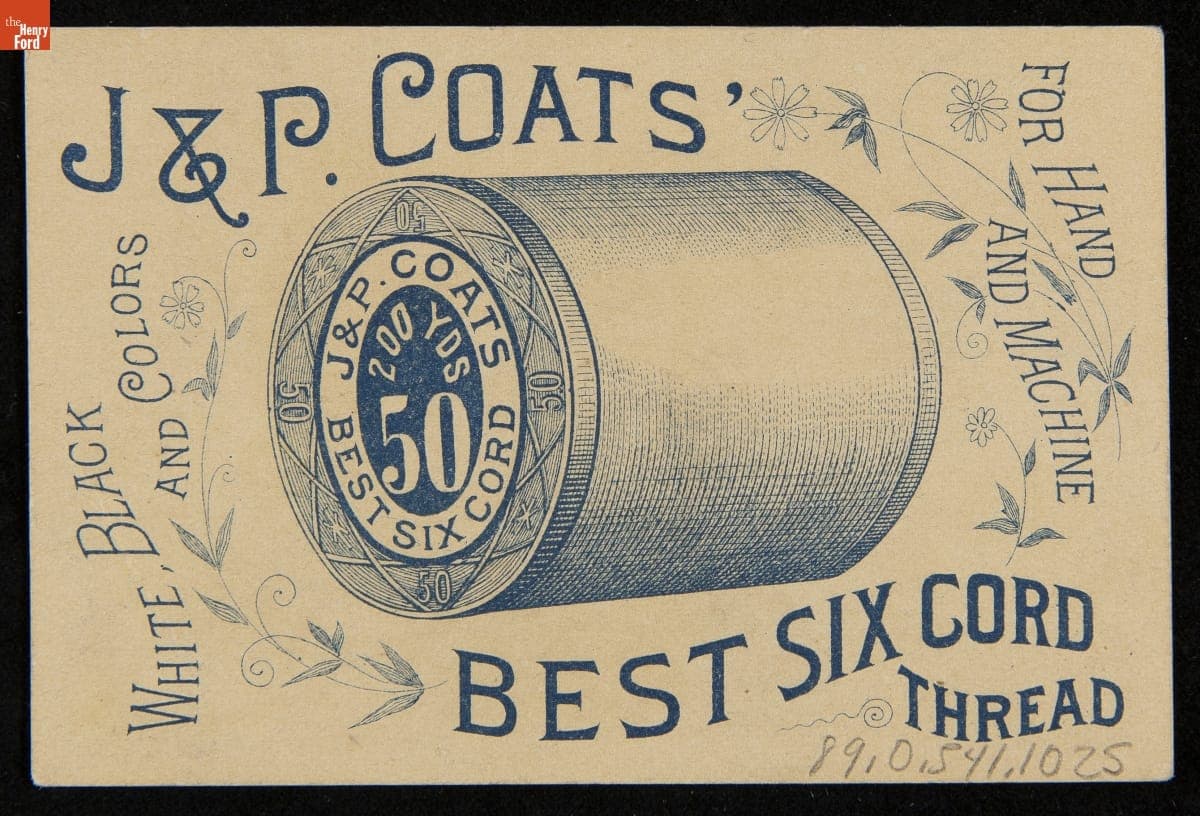 the
Henry
Ford
J & P. COATS'
FOR HAND
AND MACHINE
WHITE, BLACK
AND COLORS
50
J & P. COATS
200 YDS
50
50
50
BEST SIX CORD
50
BEST SIX CORD
THREAD
89.0.541.1025